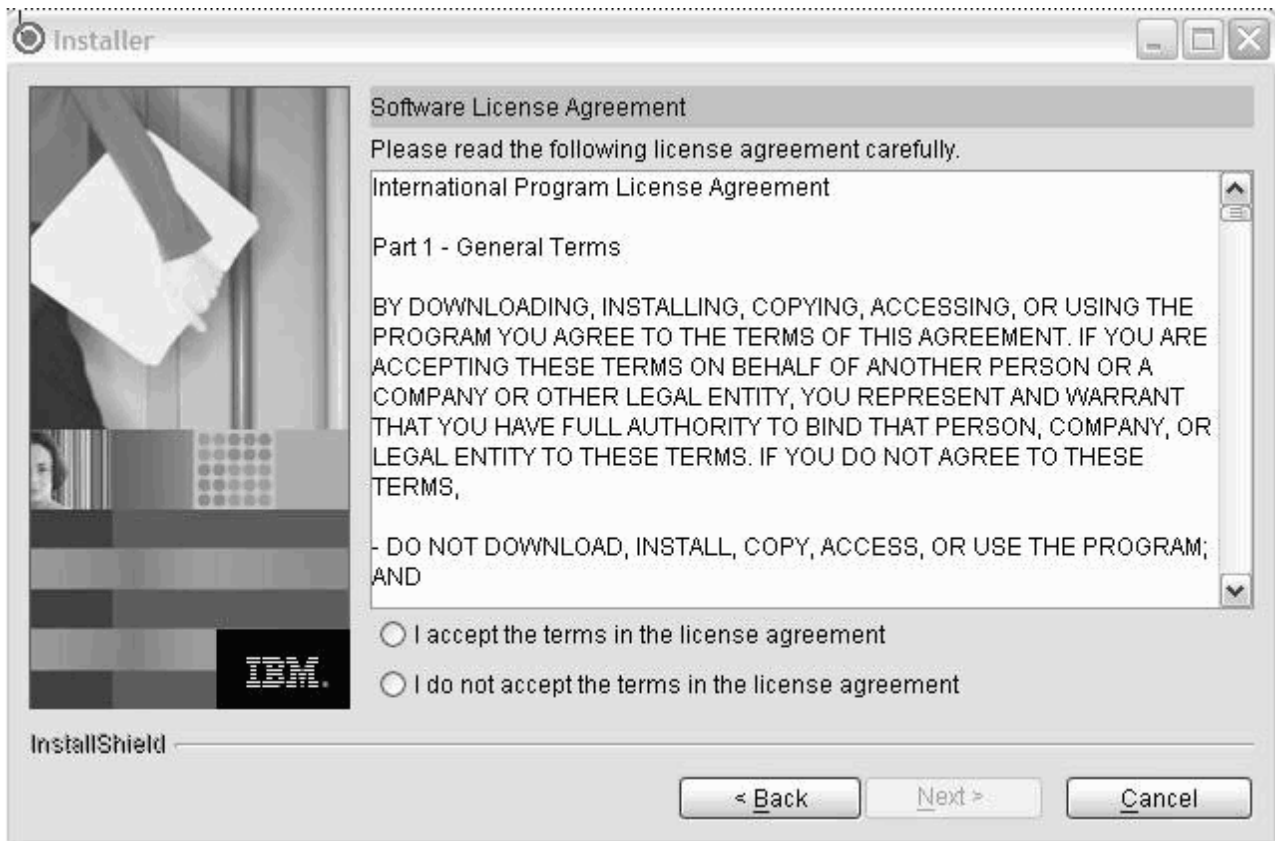 Installer
Software License Agreement
Please read the following license agreement carefully.
International Program License Agreement
Part 1 - General Terms
BY DOWNLOADING, INSTALLING, COPYING, ACCESSING, OR USING THE
PROGRAM YOU AGREE TO THE TERMS OF THIS AGREEMENT. IF YOU ARE
ACCEPTING THESE TERMS ON BEHALF OF ANOTHER PERSON OR A
COMPANY OR OTHER LEGAL ENTITY, YOU REPRESENT AND WARRANT
THAT YOU HAVE FULL AUTHORITY TO BIND THAT PERSON, COMPANY, OR
LEGAL ENTITY TO THESE TERMS. IF YOU DO NOT AGREE TO THESE
TERMS,
- DO NOT DOWNLOAD, INSTALL, COPY, ACCESS, OR USE THE PROGRAM;
AND
I accept the terms in the license agreement
I do not accept the terms in the license agreement
IBM.
InstallShield
< Back
Next >
Cancel